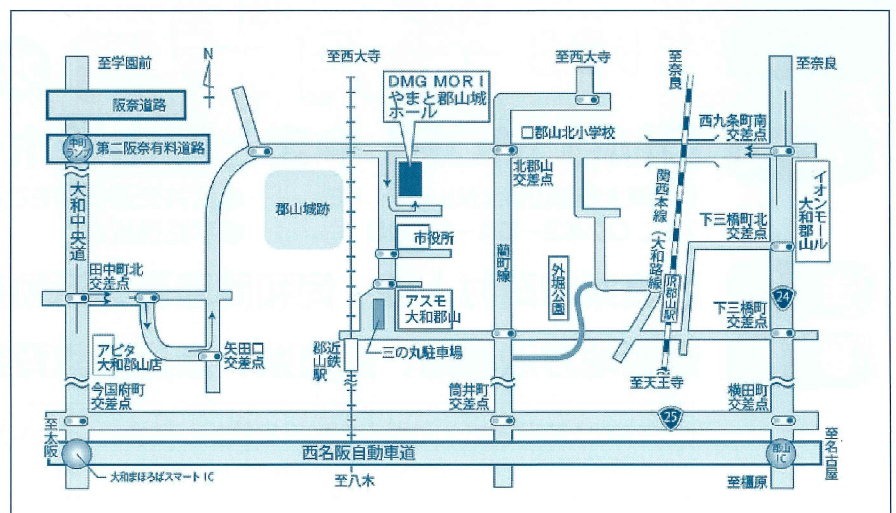 至学園前
N
至西大寺
至西大寺
至奈良
至奈良
DMG MORI
やまと郡山城
ホール
阪奈道路
中町
ランプ
第二阪奈有料道路
□郡山北小学校
西九条町南
交差点
北郡山
交差点
大和中央道
郡山城跡
関西本線(大和路線)
イオンモール
大和郡山
下三橋町北
交差点
市役所
藺町線
外堀公園
JR郡山駅
田中町北
交差点
アスモ
大和郡山
24
下三橋町
交差点
アピタ
大和郡山店
矢田口
交差点
近鉄
郡山駅
三の丸駐車場
至天王寺
今国府町
交差点
筒井町
交差点
横田町
交差点
25
至大阪
西名阪自動車道
郡山
IC
至名古屋
大和まほろばスマートIC
至八木
至橿原